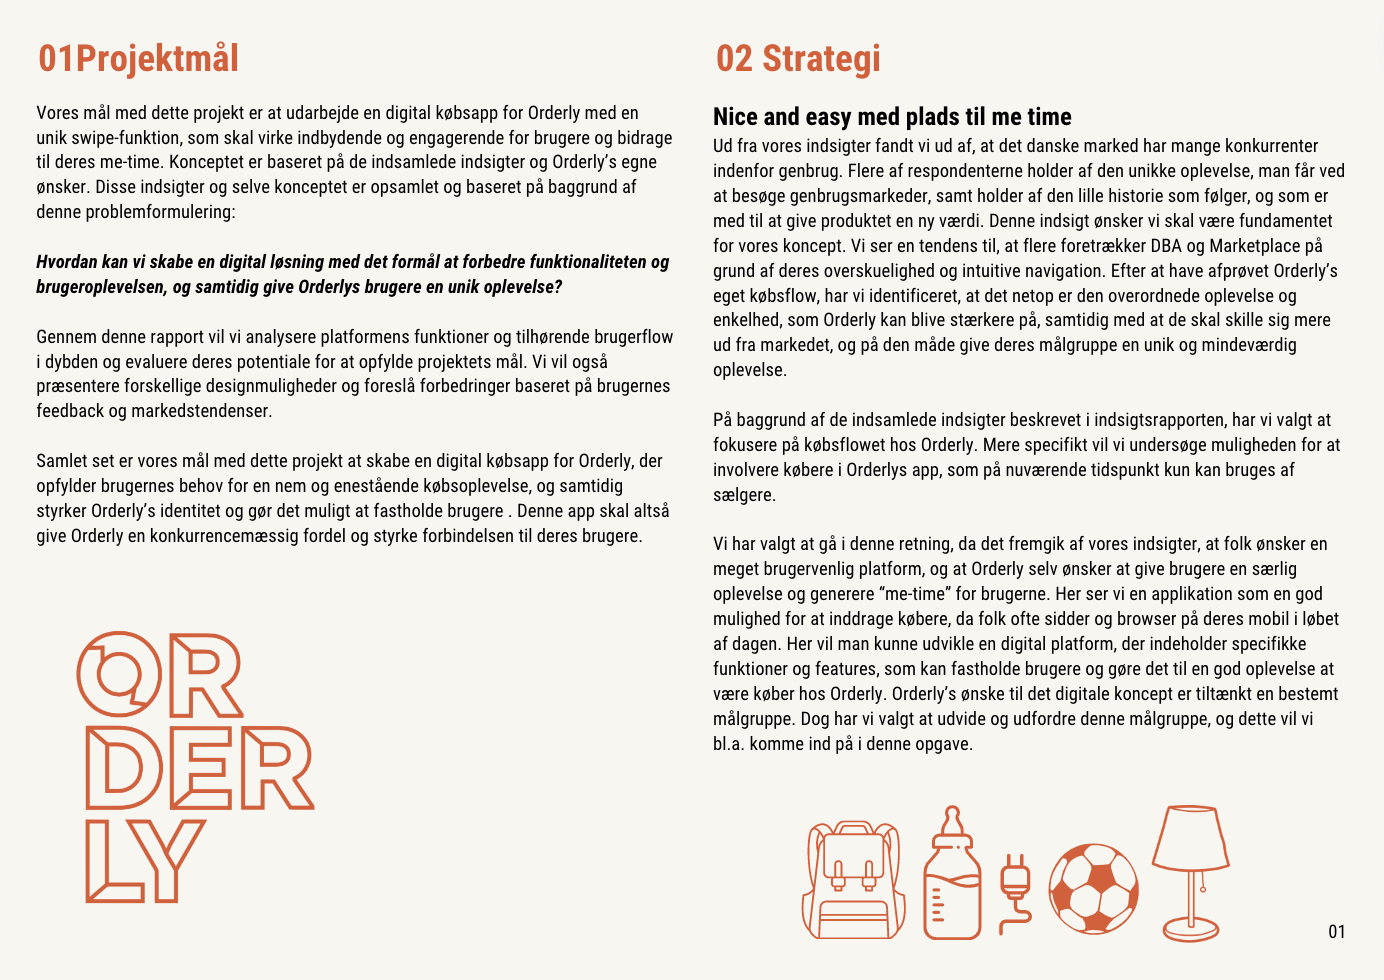 01Projektmål
Vores mål med dette projekt er at udarbejde en digital købsapp for Orderly med en
unik swipe-funktion, som skal virke indbydende og engagerende for brugere og bidrage
til deres me-time. Konceptet er baseret på de indsamlede indsigter og Orderly’s egne
ønsker. Disse indsigter og selve konceptet er opsamlet og baseret på baggrund af
denne problemformulering:
Hvordan kan vi skabe en digital løsning med det formål at forbedre funktionaliteten og
brugeroplevelsen, og samtidig give Orderlys brugere en unik oplevelse?
Gennem denne rapport vil vi analysere platformens funktioner og tilhørende brugerflow
i dybden og evaluere deres potentiale for at opfylde projektets mål. Vi vil også
præsentere forskellige designmuligheder og foreslå forbedringer baseret på brugernes
feedback og markedstendenser.
Samlet set er vores mål med dette projekt at skabe en digital købsapp for Orderly, der
opfylder brugernes behov for en nem og enestående købsoplevelse, og samtidig
styrker Orderly’s identitet og gør det muligt at fastholde brugere . Denne app skal altså
give Orderly en konkurrencemæssig fordel og styrke forbindelsen til deres brugere.
OR
DER
LY
02 Strategi
Nice and easy med plads til me time
Ud fra vores indsigter fandt vi ud af, at det danske marked har mange konkurrenter
indenfor genbrug. Flere af respondenterne holder af den unikke oplevelse, man får ved
at besøge genbrugsmarkeder, samt holder af den lille historie som følger, og som er
med til at give produktet en ny værdi. Denne indsigt ønsker vi skal være fundamentet
for vores koncept. Vi ser en tendens til, at flere foretrækker DBA og Marketplace på
grund af deres overskuelighed og intuitive navigation. Efter at have afprøvet Orderly’s
eget købsflow, har vi identificeret, at det netop er den overordnede oplevelse og
enkelhed, som Orderly kan blive stærkere på, samtidig med at de skal skille sig mere
ud fra markedet, og på den måde give deres målgruppe en unik og mindeværdig
oplevelse.
På baggrund af de indsamlede indsigter beskrevet i indsigtsrapporten, har vi valgt at
fokusere på købsflowet hos Orderly. Mere specifikt vil vi undersøge muligheden for at
involvere købere i Orderlys app, som på nuværende tidspunkt kun kan bruges af
sælgere.
Vi har valgt at gå i denne retning, da det fremgik af vores indsigter, at folk ønsker en
meget brugervenlig platform, og at Orderly selv ønsker at give brugere en særlig
oplevelse og generere “me-time” for brugerne. Her ser vi en applikation som en god
mulighed for at inddrage købere, da folk ofte sidder og browser på deres mobil i løbet
af dagen. Her vil man kunne udvikle en digital platform, der indeholder specifikke
funktioner og features, som kan fastholde brugere og gøre det til en god oplevelse at
være køber hos Orderly. Orderly’s ønske til det digitale koncept er tiltænkt en bestemt
målgruppe. Dog har vi valgt at udvide og udfordre denne målgruppe, og dette vil vi
bl.a. komme ind på i denne opgave.
01